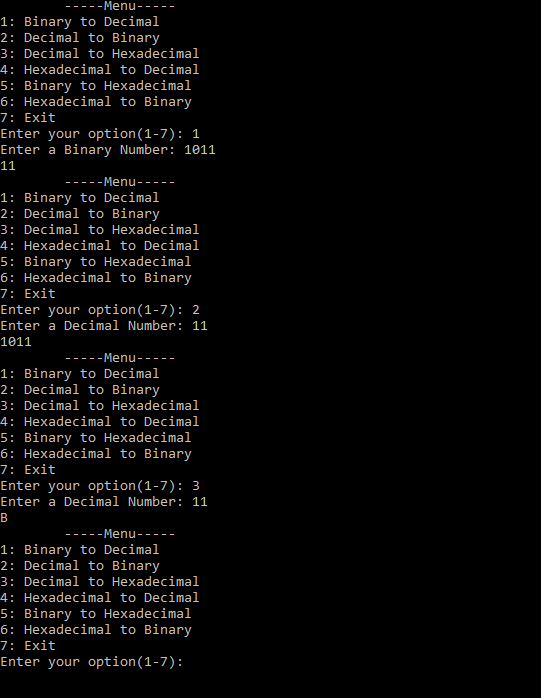 -----Menu-----
1: Binary to Decimal
2: Decimal to Binary
3: Decimal to Hexadecimal
4: Hexadecimal to Decimal
5: Binary to Hexadecimal
6: Hexadecimal to Binary
7: Exit
Enter your option(1-7): 1
Enter a Binary Number: 1011
11
-----Menu-----
1: Binary to Decimal
2: Decimal to Binary
3: Decimal to Hexadecimal
4: Hexadecimal to Decimal
5: Binary to Hexadecimal
6: Hexadecimal to Binary
7: Exit
Enter your option(1-7): 2
Enter a Decimal Number: 11
1011
-----Menu-----
1: Binary to Decimal
2: Decimal to Binary
3: Decimal to Hexadecimal
4: Hexadecimal to Decimal
5: Binary to Hexadecimal
6: Hexadecimal to Binary
7: Exit
Enter your option(1-7): 3
Enter a Decimal Number: 11
B
-----Menu-----
1: Binary to Decimal
2: Decimal to Binary
3: Decimal to Hexadecimal
4: Hexadecimal to Decimal
5: Binary to Hexadecimal
6: Hexadecimal to Binary
7: Exit
Enter your option(1-7):